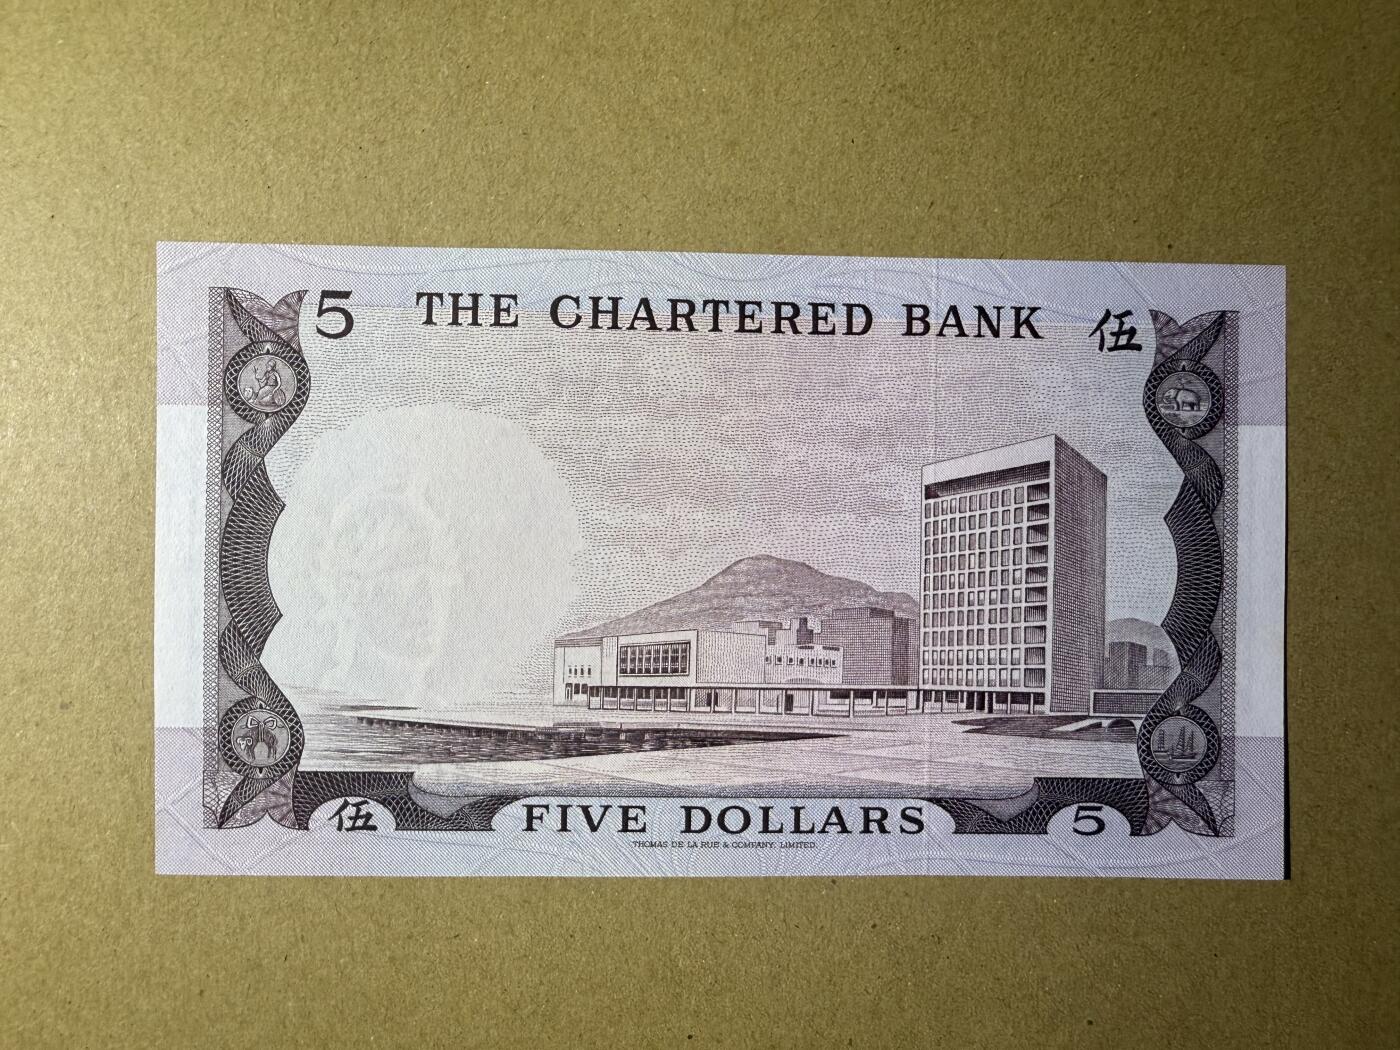 5 THE CHARTERED BANK 伍
伍 FIVE DOLLARS 5
THOMAS DE LA RUE & COMPANY, LIMITED.